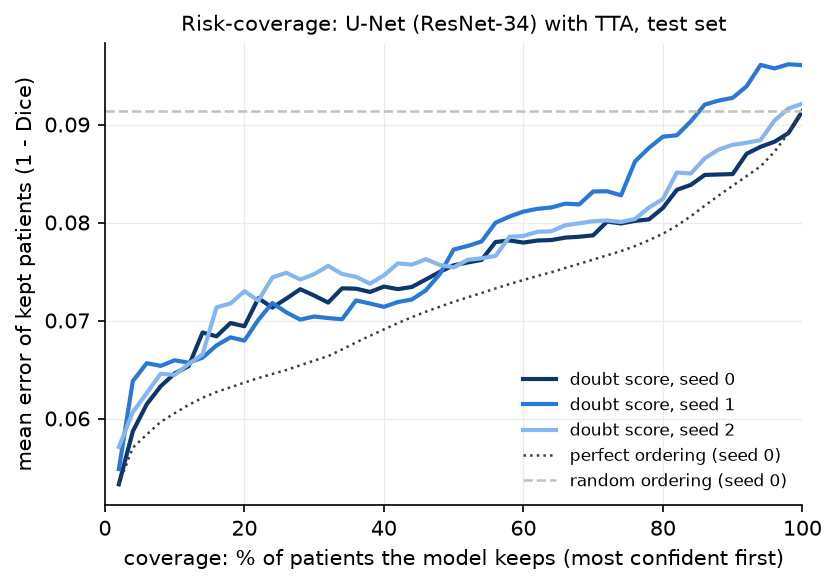 Risk-coverage: U-Net (ResNet-34) with TTA, test set
mean error of kept patients (1 - Dice)
0.09
0.08
0.07
0.06
doubt score, seed 0
doubt score, seed 1
doubt score, seed 2
perfect ordering (seed 0)
random ordering (seed 0)
0 20 40 60 80 100
coverage: % of patients the model keeps (most confident first)